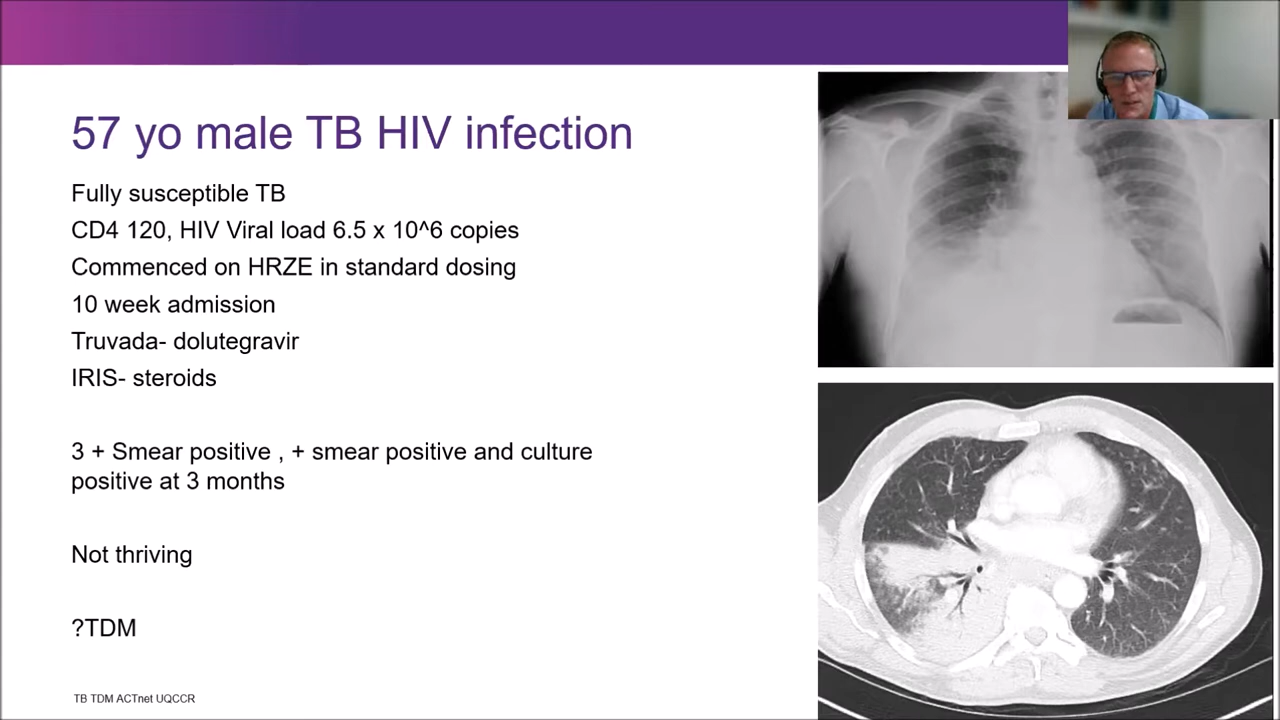 57 yo male TB HIV infection
Fully susceptible TB
CD4 120, HIV Viral load 6.5 x 10^6 copies
Commenced on HRZE in standard dosing
10 week admission
Truvada- dolutegravir
IRIS- steroids
3 + Smear positive , + smear positive and culture
positive at 3 months
Not thriving
?TDM
TB TDM ACTnet UQCCR